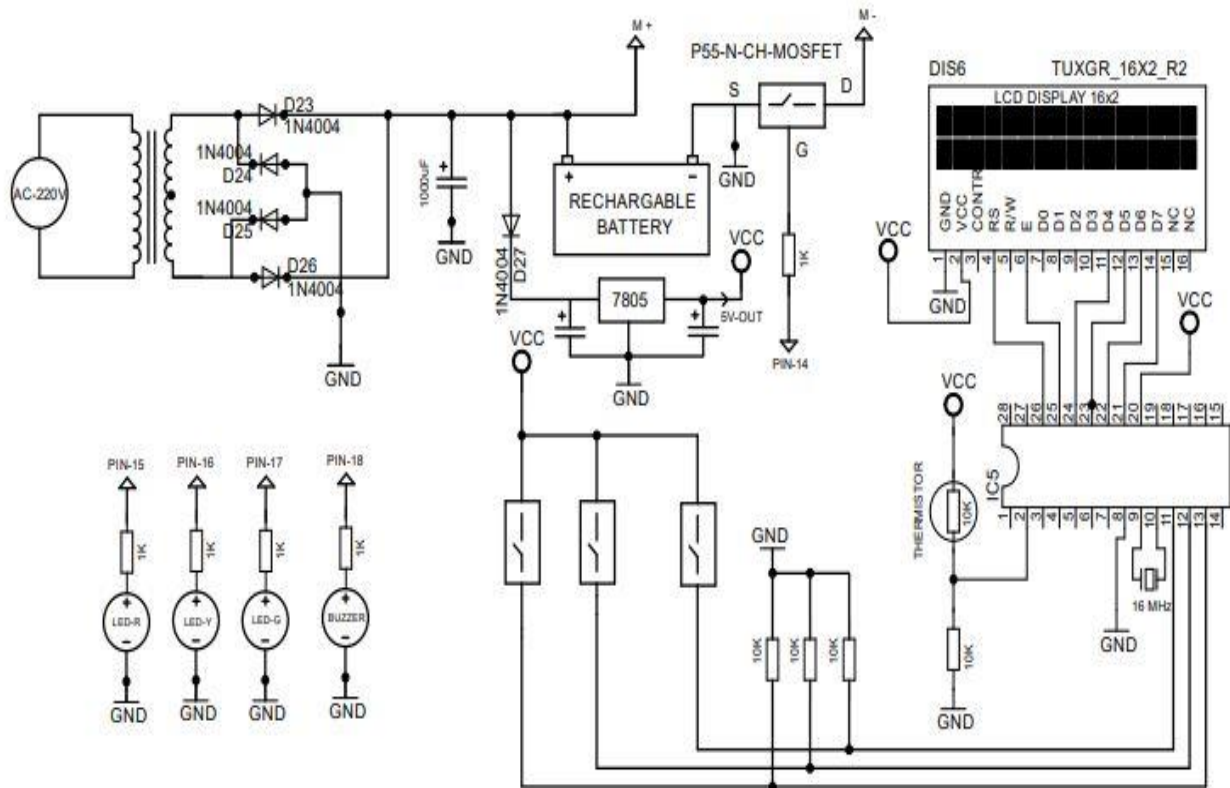 M +
M -
P55-N-CH-MOSFET
S
D
G
DIS6
TUXGR_16X2_R2
LCD DISPLAY 16x2
GND
VCC
CONTR
RS
R/W
E
D0
D1
D2
D3
D4
D5
D6
D7
NC
NC
1
2
3
4
5
6
7
8
9
10
11
12
13
14
15
16
AC-220V
D23
1N4004
1N4004
D24
1N4004
D25
D26
1N4004
GND
+
1000uF
GND
1N4004
D27
+
-
RECHARGABLE
BATTERY
GND
1K
PIN-14
+
7805
+
VCC
5V-OUT
GND
VCC
VCC
GND
VCC
VCC
THERMISTOR
10K
10K
GND
28
27
26
25
24
23
22
21
20
19
18
17
16
15
IC5
1
2
3
4
5
6
7
8
9
10
11
12
13
14
16 MHz
GND
GND
10K
10K
10K
PIN-15
PIN-16
PIN-17
PIN-18
1K
1K
1K
1K
+
LED-R
-
+
LED-Y
-
+
LED-G
-
+
BUZZER
-
GND
GND
GND
GND